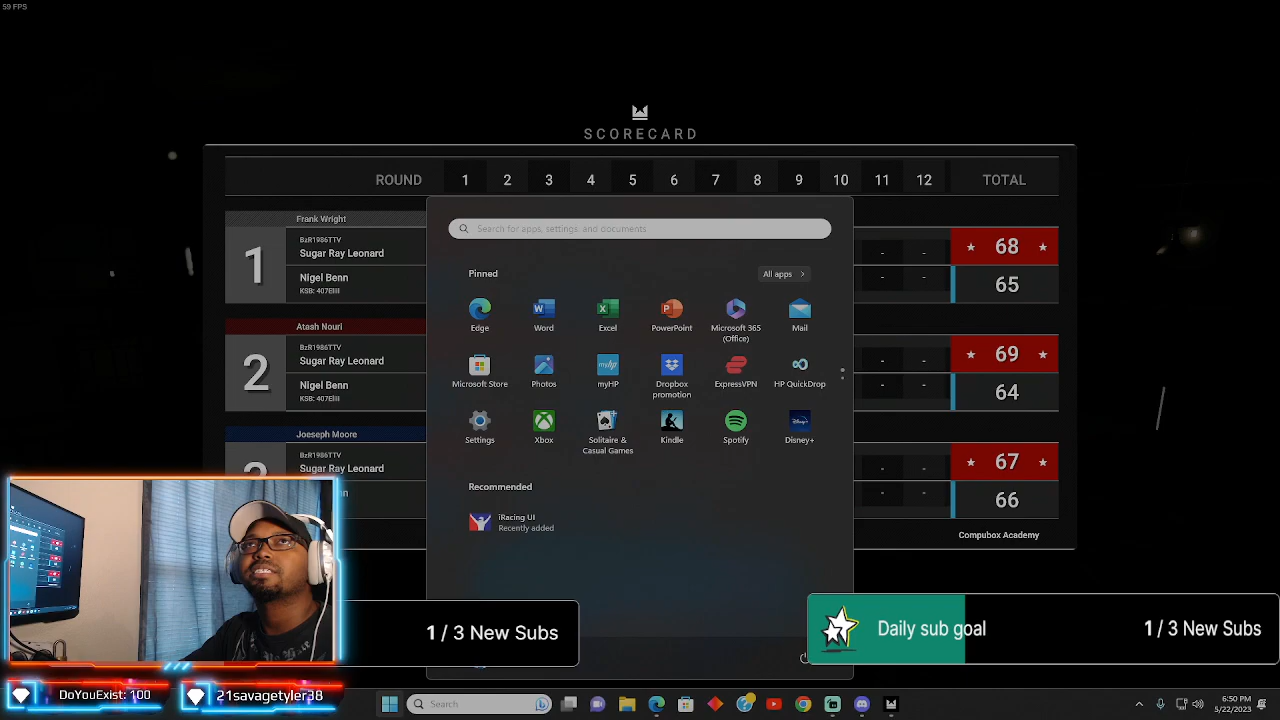 59 FPS
SCORECARD
ROUND 1 2 3 4 5 6 7 8 9 10 11 12 TOTAL
Frank Wright
1
BzR1986TTV
Sugar Ray Leonard
- - 68
Nigel Benn
KSB: 407ElIII
- - 65
Atash Nouri
2
BzR1986TTV
Sugar Ray Leonard
- - 69
Nigel Benn
KSB: 407ElIII
- - 64
Joeseph Moore
BzR1986TTV
Sugar Ray Leonard
- - 67
- - 66
Compubox Academy
Search for apps, settings, and documents
Pinned
All apps >
Edge
Word
Excel
PowerPoint
Microsoft 365
(Office)
Mail
Microsoft Store
Photos
myHP
Dropbox
promotion
ExpressVPN
HP QuickDrop
Settings
Xbox
Solitaire &
Casual Games
Kindle
Spotify
Disney+
Recommended
iRacing UI
Recently added
1 / 3 New Subs
Daily sub goal
1 / 3 New Subs
DoYouExist: 100
21savagetyler38
Search
6:50 PM
5/22/2023